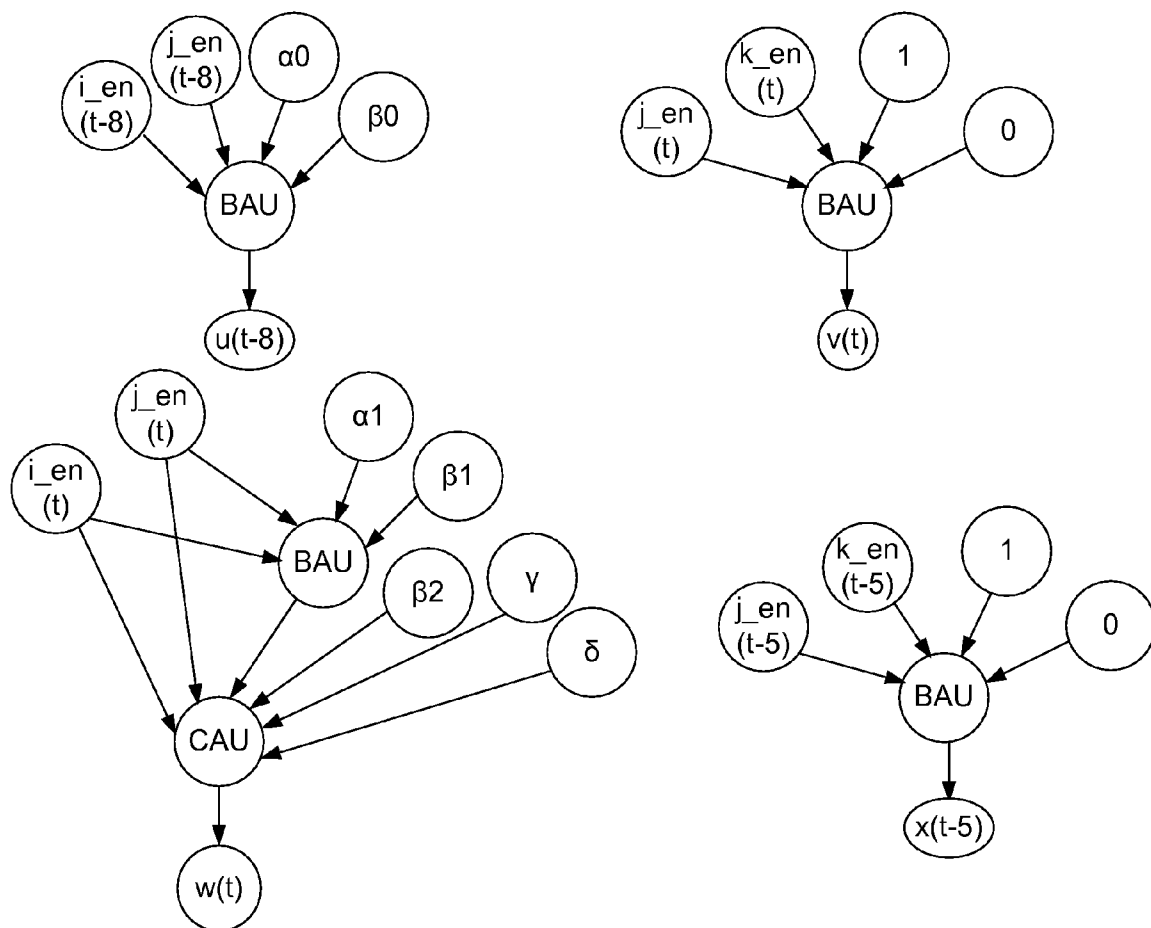 i_en
(t-8)
j_en
(t-8)
α0
β0
BAU
u(t-8)
j_en
(t)
k_en
(t)
1
0
BAU
v(t)
i_en
(t)
j_en
(t)
α1
β1
BAU
β2
γ
δ
CAU
w(t)
j_en
(t-5)
k_en
(t-5)
1
0
BAU
x(t-5)